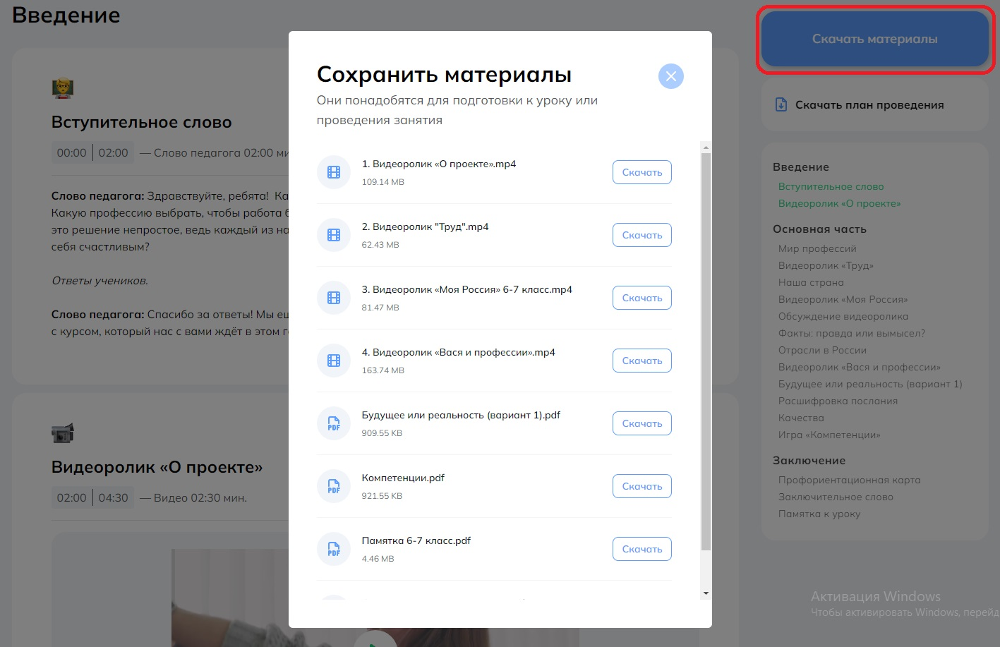 Введение
Вступительное слово
00:00 | 02:00 — Слово педагога 02:00 ми
Слово педагога: Здравствуйте, ребята! Ка
Какую профессию выбрать, чтобы работа б
это решение непростое, ведь каждый из на
себя счастливым?
Ответы учеников.
Слово педагога: Спасибо за ответы! Мы ещ
с курсом, который нас с вами ждёт в этом г
Видеоролик «О проекте»
02:00 | 04:30 — Видео 02:30 мин.
Сохранить материалы
Они понадобятся для подготовки к уроку или
проведения занятия
1. Видеоролик «О проекте».mp4
109.14 MB
Скачать
2. Видеоролик "Труд".mp4
62.43 MB
Скачать
3. Видеоролик «Моя Россия» 6-7 класс.mp4
81.47 MB
Скачать
4. Видеоролик «Вася и профессии».mp4
163.74 MB
Скачать
PDF
Будущее или реальность (вариант 1).pdf
909.55 KB
Скачать
PDF
Компетенции.pdf
921.55 KB
Скачать
PDF
Памятка 6-7 класс.pdf
4.46 MB
Скачать
Скачать материалы
Скачать план проведения
Введение
Вступительное слово
Видеоролик «О проекте»
Основная часть
Мир профессий
Видеоролик «Труд»
Наша страна
Видеоролик «Моя Россия»
Обсуждение видеоролика
Факты: правда или вымысел?
Отрасли в России
Видеоролик «Вася и профессии»
Будущее или реальность (вариант 1)
Расшифровка послания
Качества
Игра «Компетенции»
Заключение
Профориентационная карта
Заключительное слово
Памятка к уроку
Активация Windows
Чтобы активировать Windows, перейд